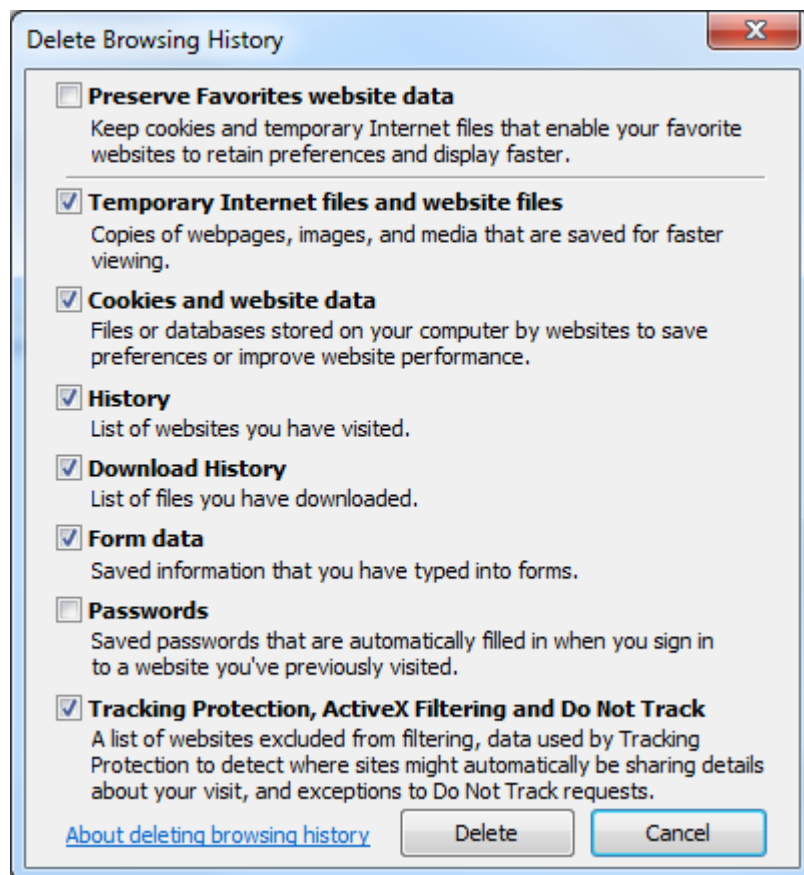 Delete Browsing History
Preserve Favorites website data
Keep cookies and temporary Internet files that enable your favorite
websites to retain preferences and display faster.
Temporary Internet files and website files
Copies of webpages, images, and media that are saved for faster
viewing.
Cookies and website data
Files or databases stored on your computer by websites to save
preferences or improve website performance.
History
List of websites you have visited.
Download History
List of files you have downloaded.
Form data
Saved information that you have typed into forms.
Passwords
Saved passwords that are automatically filled in when you sign in
to a website you've previously visited.
Tracking Protection, ActiveX Filtering and Do Not Track
A list of websites excluded from filtering, data used by Tracking
Protection to detect where sites might automatically be sharing details
about your visit, and exceptions to Do Not Track requests.
About deleting browsing history Delete Cancel